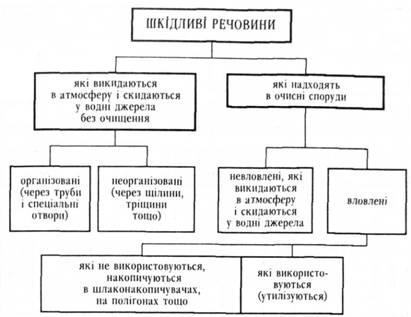 ШКІДЛИВІ РЕЧОВИНИ
які викидаються
в атмосферу і скидаються
у водні джерела
без очищення
які надходять
в очисні споруди
організовані
(через труби
і спеціальні
отвори)
неорганізовані
(через щілини,
тріщини
тощо)
невловлені, які
викидаються
в атмосферу
і скидаються
у водні джерела
вловлені
які не використовуються,
накопичуються
в шлаконакопичувачах,
на полігонах тощо
які використо-
вуються
(утилізуються)